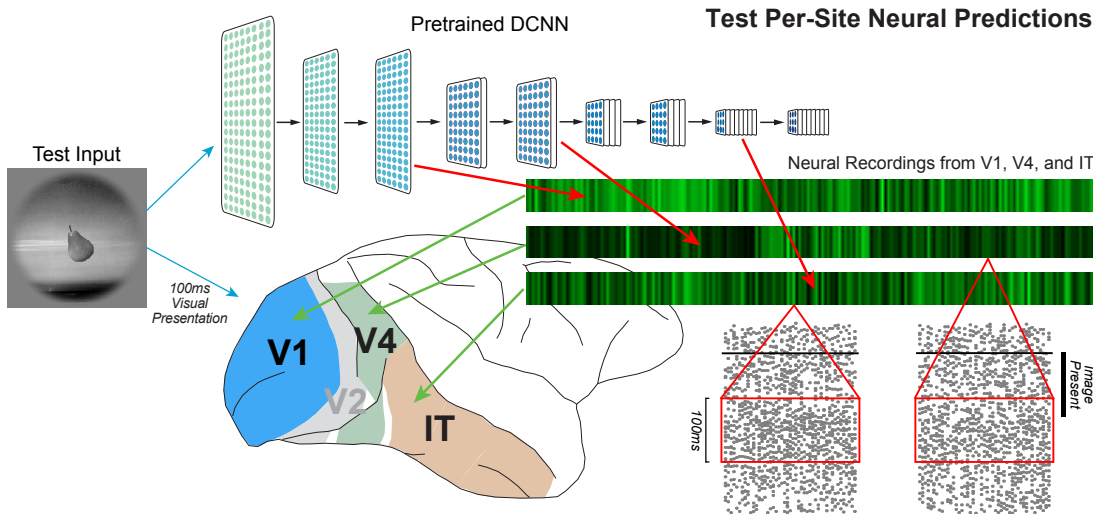 Test Per-Site Neural Predictions
Pretrained DCNN
Test Input
Neural Recordings from V1, V4, and IT
100ms
Visual
Presentation
V1
V4
V2
IT
Image
Present
100ms